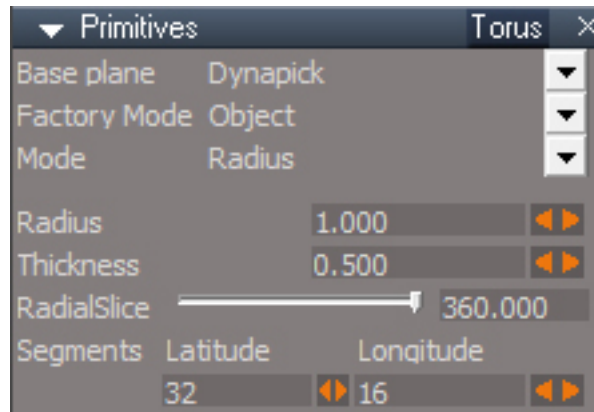 Primitives Torus
Base plane Dynapick
Factory Mode Object
Mode Radius
Radius 1.000
Thickness 0.500
RadialSlice 360.000
Segments Latitude Longitude
32 16